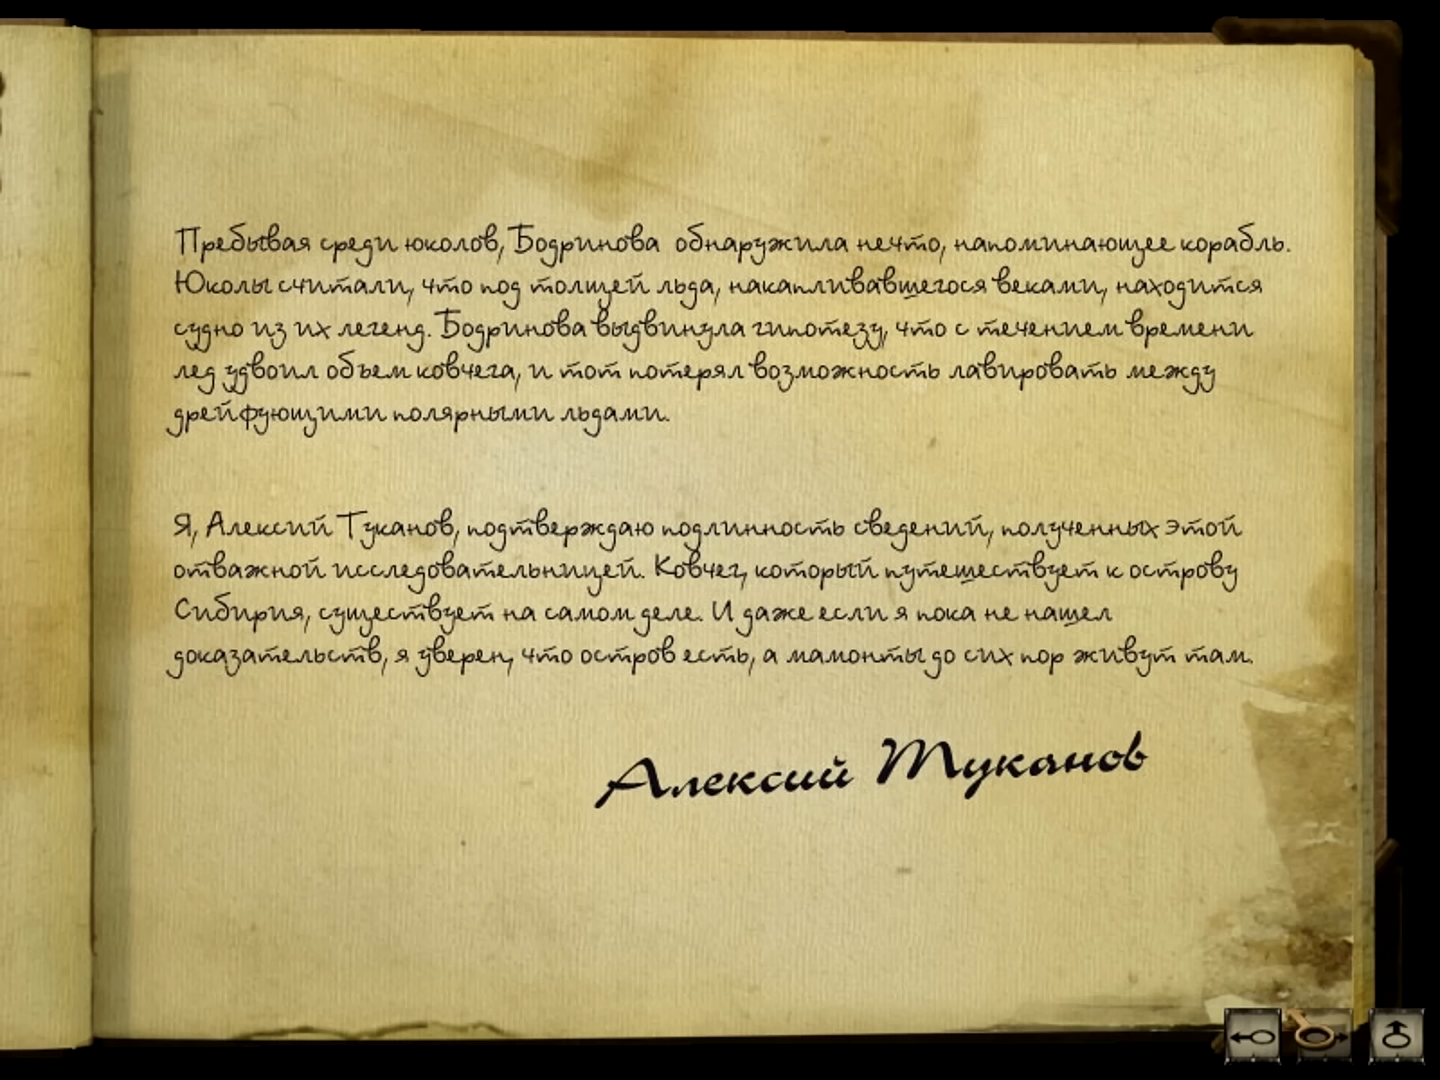 Пребывая среди юколов, Бодринова обнаружила нечто, напоминающее корабль.
Юколы считали, что под толщей льда, накапливавшегося веками, находится
судно из их легенд. Бодринова выдвинула гипотезу, что с течением времени
лед удвоил объем ковчега, и тот потерял возможность лавировать между
дрейфующими полярными льдами.
Я, Алексий Туканов, подтверждаю подлинность сведений, полученных этой
отважной исследовательницей. Ковчег, который путешествует к острову
Сибирия, существует на самом деле. И даже если я пока не нашел
доказательств, я уверен, что остров есть, а мамонты до сих пор живут там.
Алексий Туканов